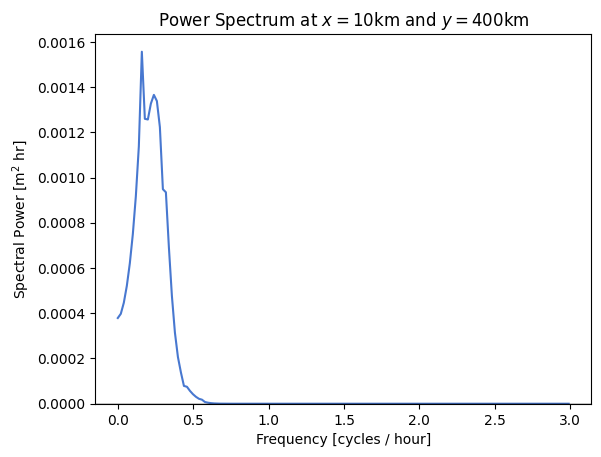 Power Spectrum at x = 10km and y = 400km
0.0016
0.0014
0.0012
0.0010
0.0008
0.0006
0.0004
0.0002
0.0000
Spectral Power [m² hr]
0.0 0.5 1.0 1.5 2.0 2.5 3.0
Frequency [cycles / hour]